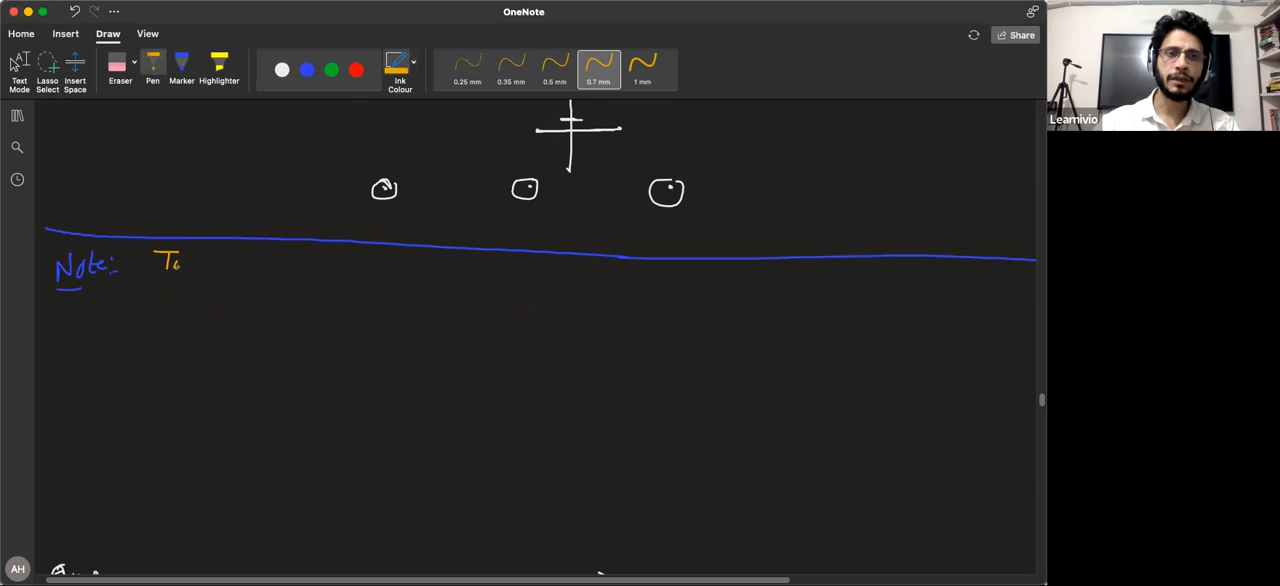 OneNote
Home Insert Draw View Share
Text Mode Lasso Select Insert Space Eraser Pen Marker Highlighter Ink Colour 0.25 mm 0.35 mm 0.5 mm 0.7 mm 1 mm
Learnivio
Note: To
AH